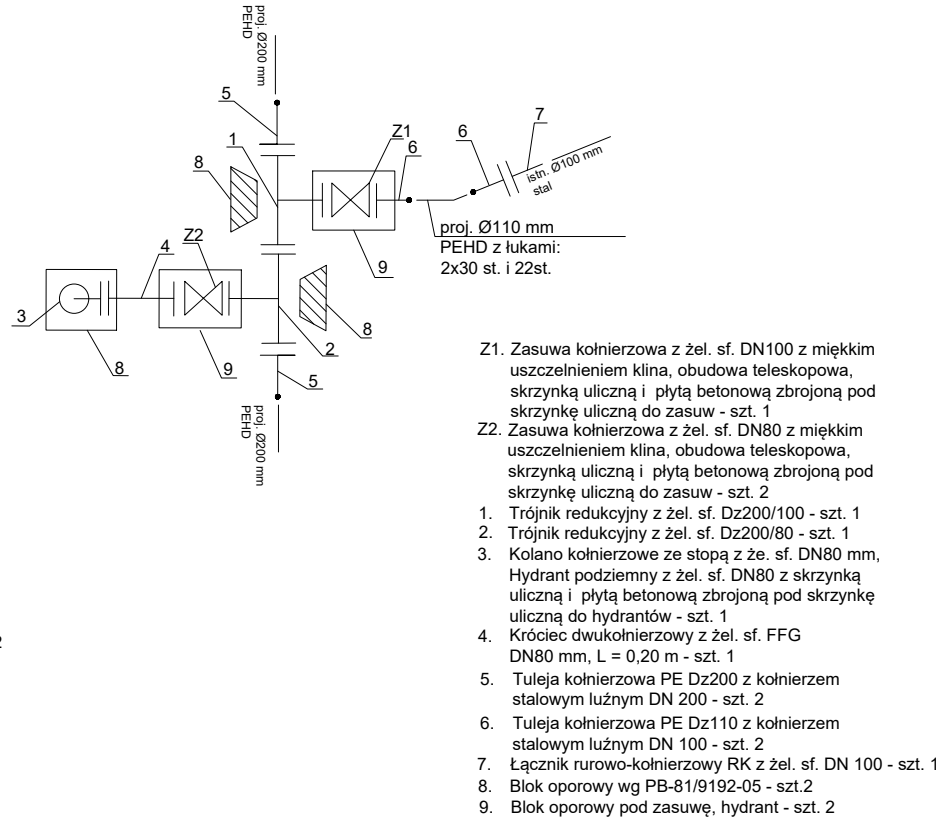 proj. Ø200 mm
PEHD
5
1
Z1
6
6
7
8
istn. Ø100 mm
stal
proj. Ø110 mm
PEHD z łukami:
2x30 st. i 22st.
Z2
4
9
3
8
2
8
9
5
proj. Ø200 mm
PEHD
Z1. Zasuwa kołnierzowa z żel. sf. DN100 z miękkim
uszczelnieniem klina, obudowa teleskopowa,
skrzynką uliczną i płytą betonową zbrojoną pod
skrzynkę uliczną do zasuw - szt. 1
Z2. Zasuwa kołnierzowa z żel. sf. DN80 z miękkim
uszczelnieniem klina, obudowa teleskopowa,
skrzynką uliczną i płytą betonową zbrojoną pod
skrzynkę uliczną do zasuw - szt. 2
1. Trójnik redukcyjny z żel. sf. Dz200/100 - szt. 1
2. Trójnik redukcyjny z żel. sf. Dz200/80 - szt. 1
3. Kolano kołnierzowe ze stopą z że. sf. DN80 mm,
Hydrant podziemny z żel. sf. DN80 z skrzynką
uliczną i płytą betonową zbrojoną pod skrzynkę
uliczną do hydrantów - szt. 1
4. Króciec dwukołnierzowy z żel. sf. FFG
DN80 mm, L = 0,20 m - szt. 1
5. Tuleja kołnierzowa PE Dz200 z kołnierzem
stalowym luźnym DN 200 - szt. 2
6. Tuleja kołnierzowa PE Dz110 z kołnierzem
stalowym luźnym DN 100 - szt. 2
7. Łącznik rurowo-kołnierzowy RK z żel. sf. DN 100 - szt. 1
8. Blok oporowy wg PB-81/9192-05 - szt.2
9. Blok oporowy pod zasuwę, hydrant - szt. 2